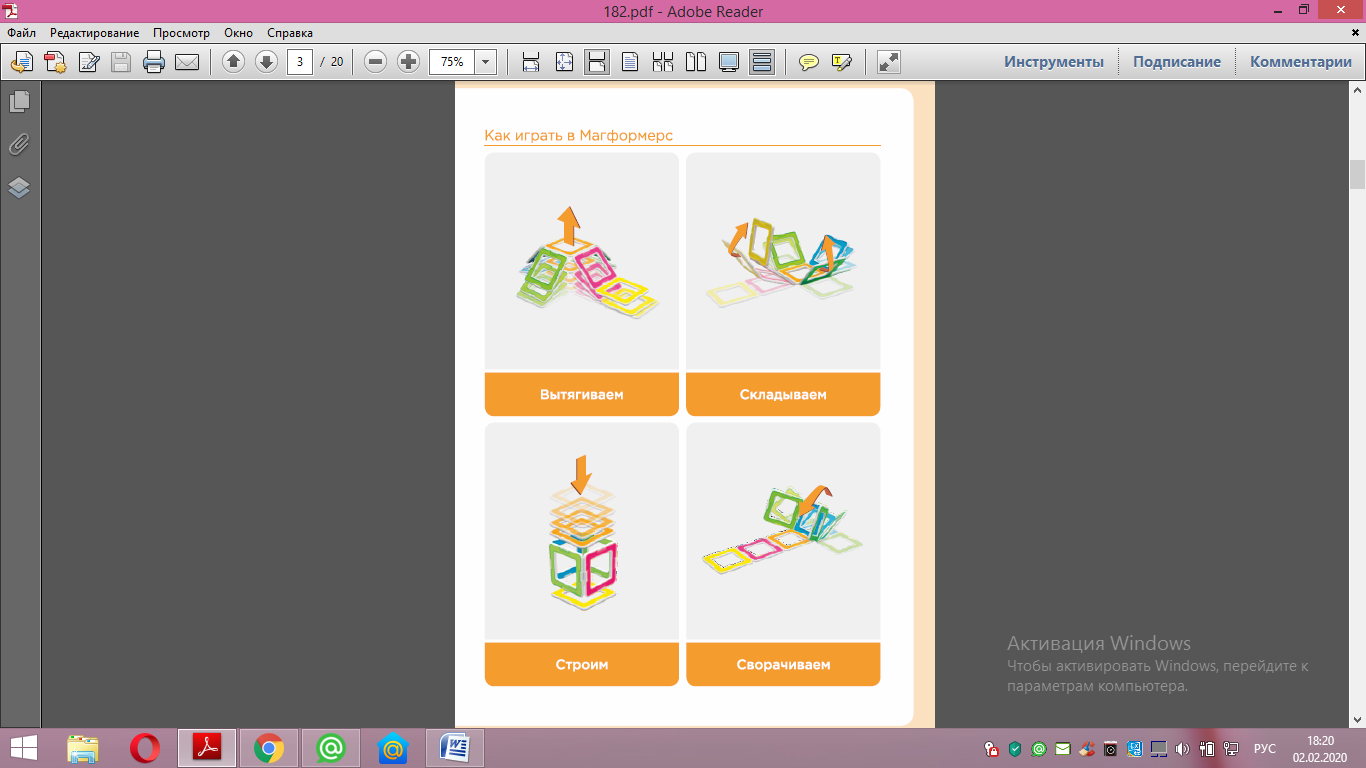 182.pdf - Adobe Reader
Файл Редактирование Просмотр Окно Справка
3 / 20 75% Инструменты Подписание Комментарии
Как играть в Магформерс
Вытягиваем Складываем
Строим Сворачиваем
Активация Windows
Чтобы активировать Windows, перейдите к
параметрам компьютера.
РУС 18:20
02.02.2020